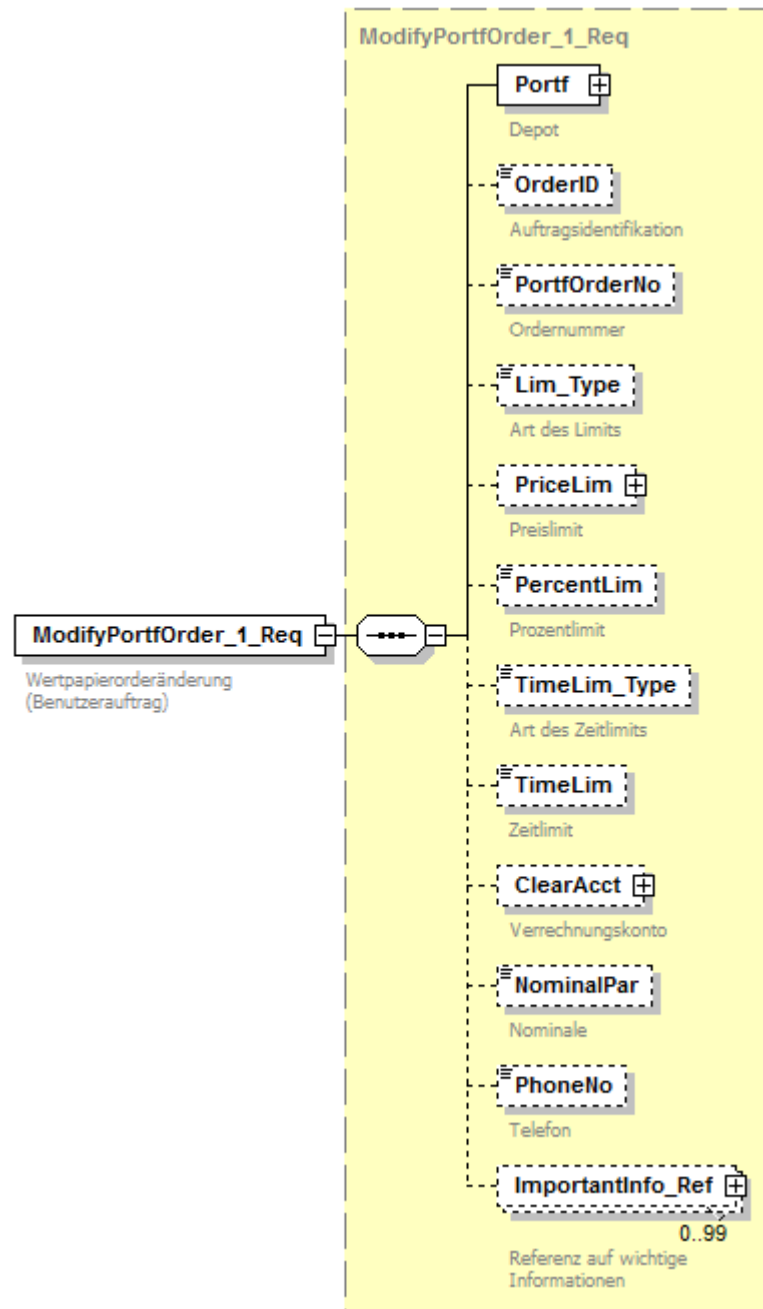 ModifyPortfOrder_1_Req
Portf
Depot
OrderID
Auftragsidentifikation
PortfOrderNo
Ordernummer
Lim_Type
Art des Limits
PriceLim
Preislimit
PercentLim
Prozentlimit
ModifyPortfOrder_1_Req
Wertpapierorderänderung
(Benutzerauftrag)
TimeLim_Type
Art des Zeitlimits
TimeLim
Zeitlimit
ClearAcct
Verrechnungskonto
NominalPar
Nominale
PhoneNo
Telefon
ImportantInfo_Ref
0..99
Referenz auf wichtige
Informationen